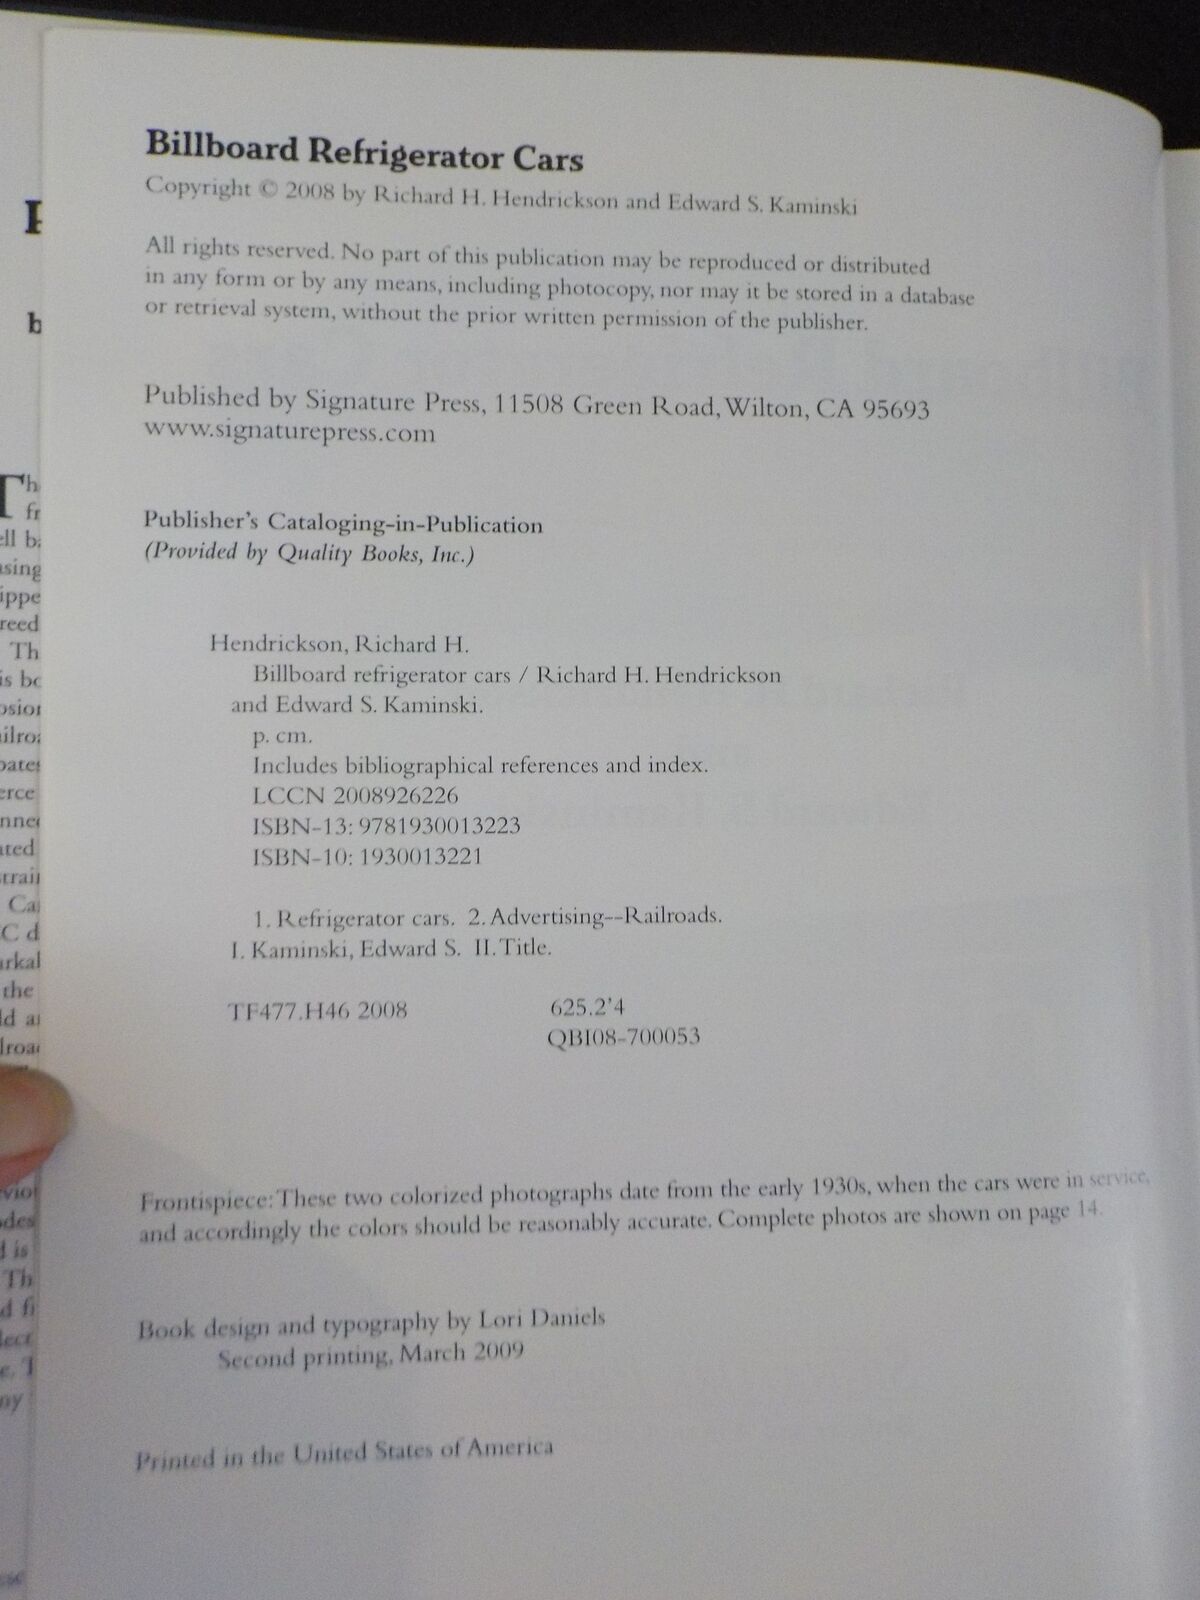 Billboard Refrigerator Cars
Copyright © 2008 by Richard H. Hendrickson and Edward S. Kaminski
All rights reserved. No part of this publication may be reproduced or distributed
in any form or by any means, including photocopy, nor may it be stored in a database
or retrieval system, without the prior written permission of the publisher.
Published by Signature Press, 11508 Green Road, Wilton, CA 95693
www.signaturepress.com
Publisher's Cataloging-in-Publication
(Provided by Quality Books, Inc.)
Hendrickson, Richard H.
Billboard refrigerator cars / Richard H. Hendrickson
and Edward S. Kaminski.
p. cm.
Includes bibliographical references and index.
LCCN 2008926226
ISBN-13: 9781930013223
ISBN-10: 1930013221
1. Refrigerator cars. 2. Advertising--Railroads.
I. Kaminski, Edward S. II. Title.
TF477.H46 2008 625.2'4
QBI08-700053
Frontispiece: These two colorized photographs date from the early 1930s, when the cars were in service,
and accordingly the colors should be reasonably accurate. Complete photos are shown on page 14.
Book design and typography by Lori Daniels
Second printing, March 2009
Printed in the United States of America